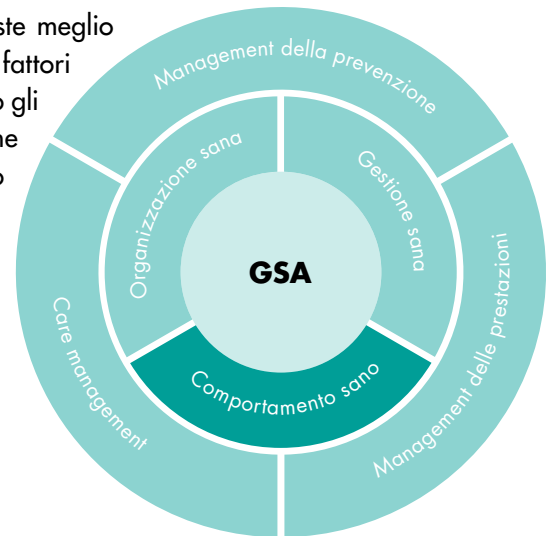 ste meglio
fattori
gli
Management della prevenzione
Organizzazione sana
Gestione sana
GSA
Comportamento sano
Care management
Management delle prestazioni